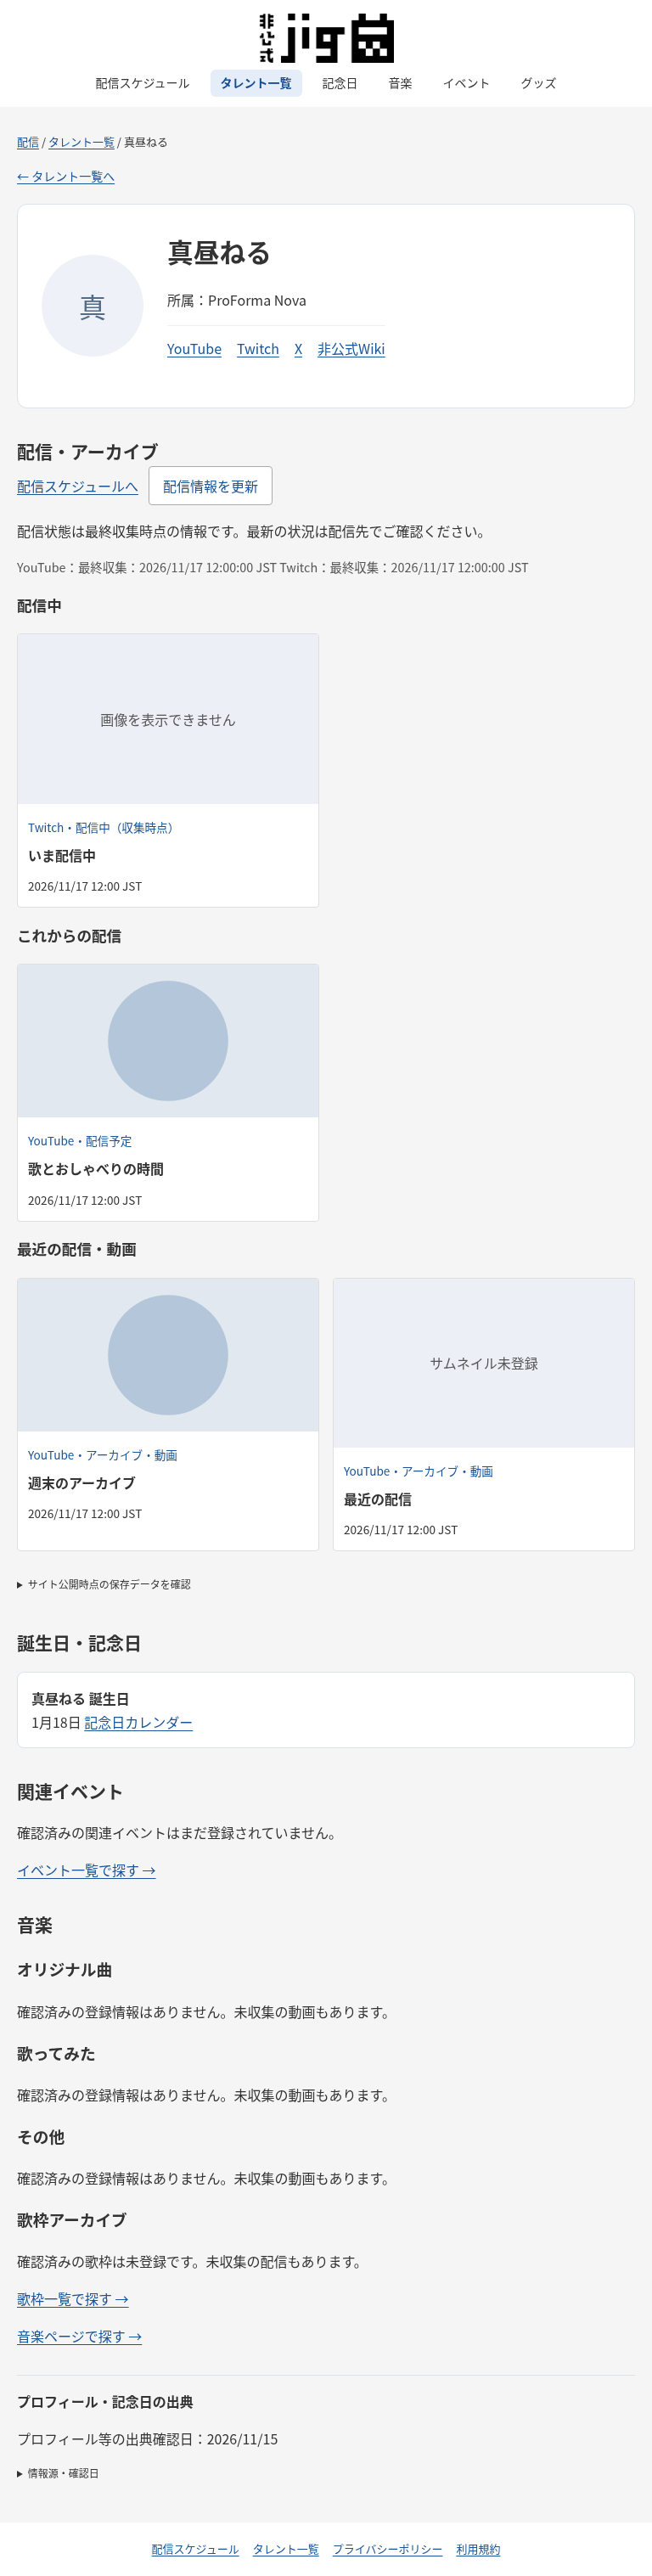 非公式 jig曲
配信スケジュール タレント一覧 記念日 音楽 イベント グッズ
配信 / タレント一覧 / 真昼ねる
← タレント一覧へ
真
真昼ねる
所属：ProForma Nova
YouTube Twitch X 非公式Wiki
配信・アーカイブ
配信スケジュールへ 配信情報を更新
配信状態は最終収集時点の情報です。最新の状況は配信先でご確認ください。
YouTube：最終収集：2026/11/17 12:00:00 JST Twitch：最終収集：2026/11/17 12:00:00 JST
配信中
画像を表示できません
Twitch・配信中（収集時点）
いま配信中
2026/11/17 12:00 JST
これからの配信
YouTube・配信予定
歌とおしゃべりの時間
2026/11/17 12:00 JST
最近の配信・動画
YouTube・アーカイブ・動画
週末のアーカイブ
2026/11/17 12:00 JST
サムネイル未登録
YouTube・アーカイブ・動画
最近の配信
2026/11/17 12:00 JST
▶ サイト公開時点の保存データを確認
誕生日・記念日
真昼ねる 誕生日
1月18日 記念日カレンダー
関連イベント
確認済みの関連イベントはまだ登録されていません。
イベント一覧で探す →
音楽
オリジナル曲
確認済みの登録情報はありません。未収集の動画もあります。
歌ってみた
確認済みの登録情報はありません。未収集の動画もあります。
その他
確認済みの登録情報はありません。未収集の動画もあります。
歌枠アーカイブ
確認済みの歌枠は未登録です。未収集の配信もあります。
歌枠一覧で探す →
音楽ページで探す →
プロフィール・記念日の出典
プロフィール等の出典確認日：2026/11/15
▶ 情報源・確認日
配信スケジュール タレント一覧 プライバシーポリシー 利用規約